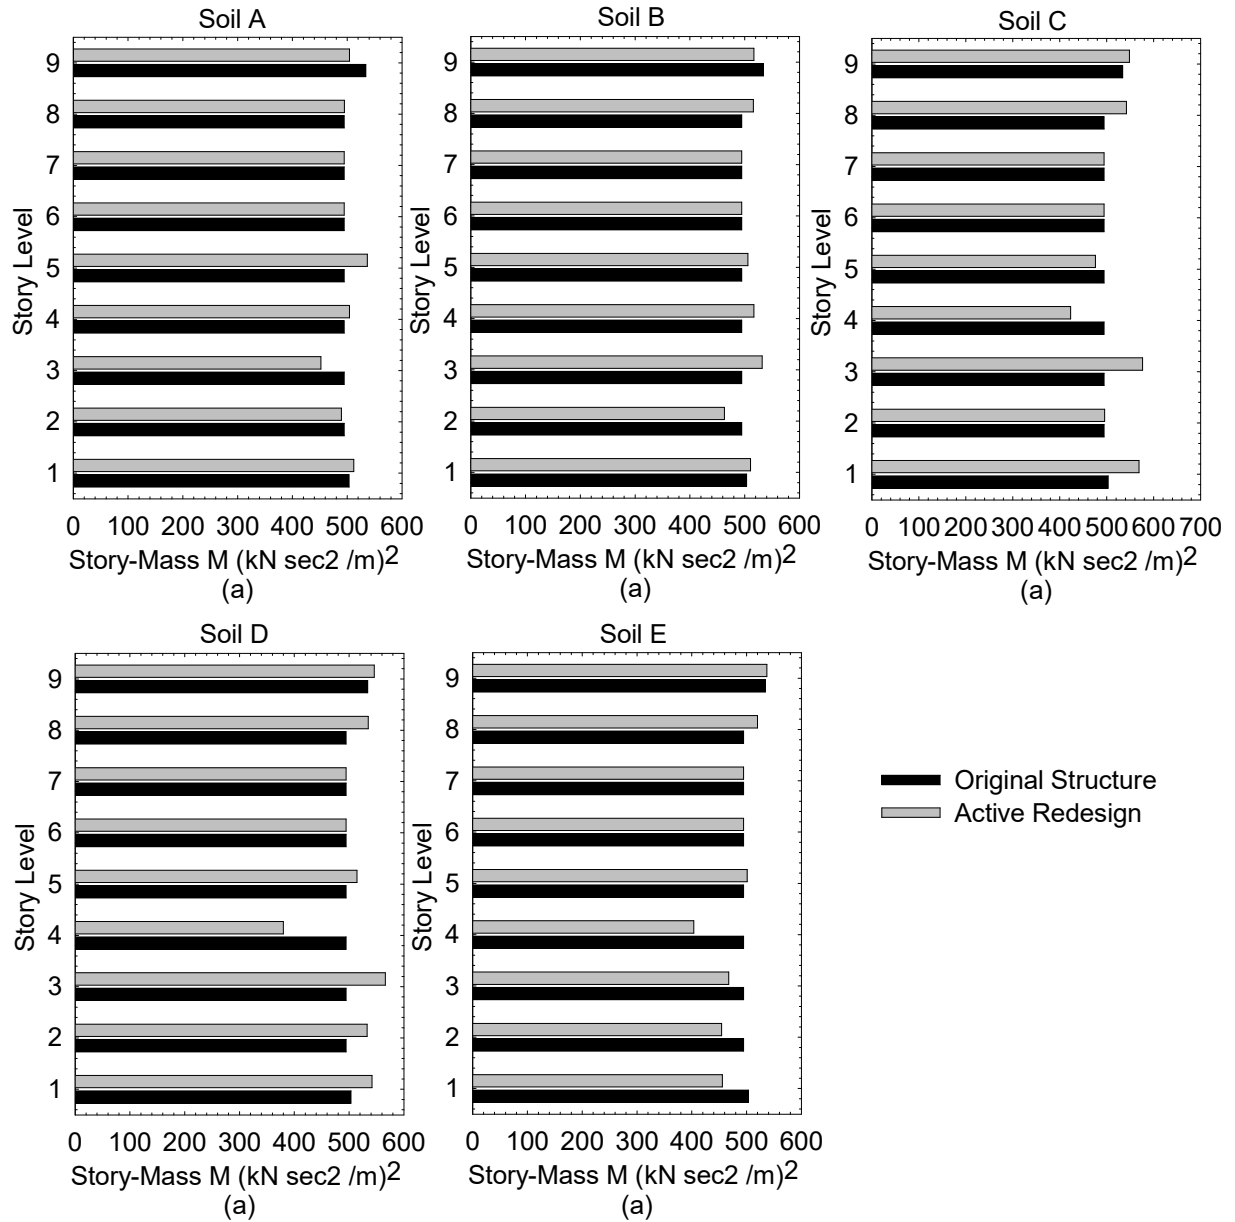 Soil A
Story Level
9
8
7
6
5
4
3
2
1
0 100 200 300 400 500 600
Story-Mass M (kN sec2 /m)2
(a)
Soil B
Story Level
9
8
7
6
5
4
3
2
1
0 100 200 300 400 500 600
Story-Mass M (kN sec2 /m)2
(a)
Soil C
Story Level
9
8
7
6
5
4
3
2
1
0 100 200 300 400 500 600 700
Story-Mass M (kN sec2 /m)2
(a)
Soil D
Story Level
9
8
7
6
5
4
3
2
1
0 100 200 300 400 500 600
Story-Mass M (kN sec2 /m)2
(a)
Soil E
Story Level
9
8
7
6
5
4
3
2
1
0 100 200 300 400 500 600
Story-Mass M (kN sec2 /m)2
(a)
Original Structure
Active Redesign